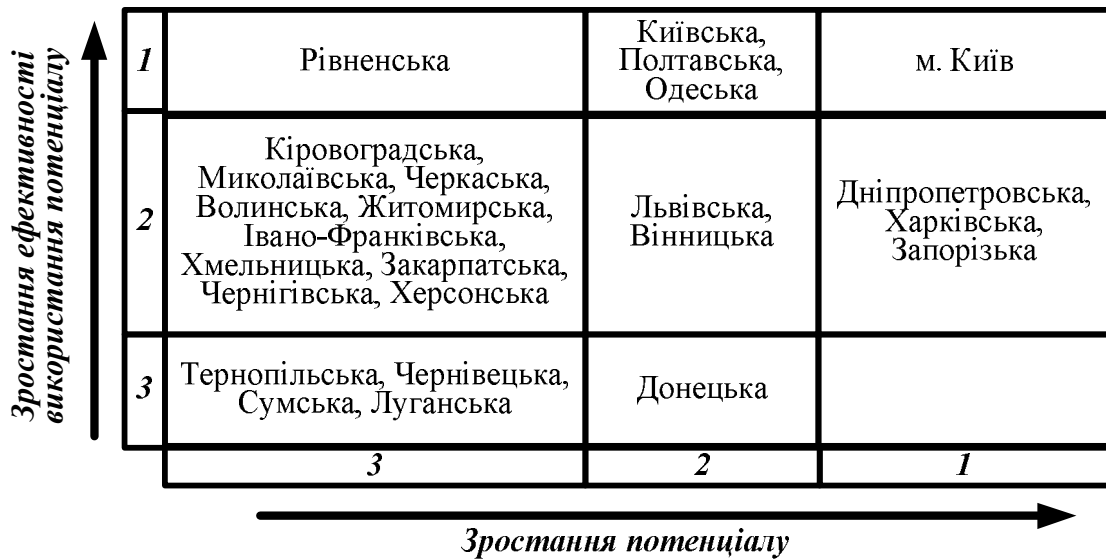 Зростання ефективності
використання потенціалу
1
Рівненська
Київська,
Полтавська,
Одеська
м. Київ
2
Кіровоградська,
Миколаївська, Черкаська,
Волинська, Житомирська,
Івано-Франківська,
Хмельницька, Закарпатська,
Чернігівська, Херсонська
Львівська,
Вінницька
Дніпропетровська,
Харківська,
Запорізька
3
Тернопільська, Чернівецька,
Сумська, Луганська
Донецька
3
2
1
Зростання потенціалу